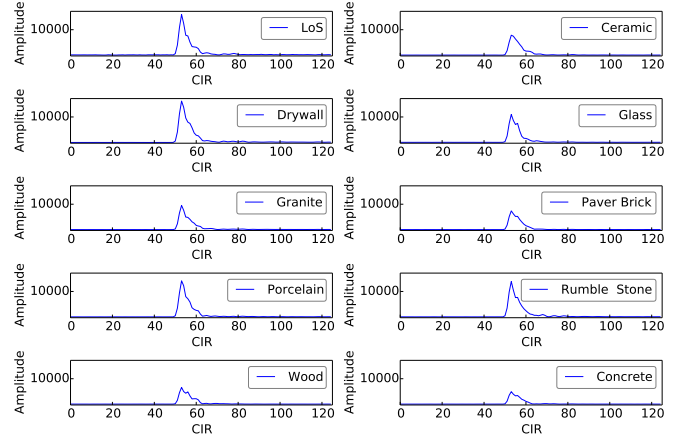 Amplitude 10000 LoS
0 20 40 60 80 100 120
CIR
Amplitude 10000 Ceramic
0 20 40 60 80 100 120
CIR
Amplitude 10000 Drywall
0 20 40 60 80 100 120
CIR
Amplitude 10000 Glass
0 20 40 60 80 100 120
CIR
Amplitude 10000 Granite
0 20 40 60 80 100 120
CIR
Amplitude 10000 Paver Brick
0 20 40 60 80 100 120
CIR
Amplitude 10000 Porcelain
0 20 40 60 80 100 120
CIR
Amplitude 10000 Rumble Stone
0 20 40 60 80 100 120
CIR
Amplitude 10000 Wood
0 20 40 60 80 100 120
CIR
Amplitude 10000 Concrete
0 20 40 60 80 100 120
CIR